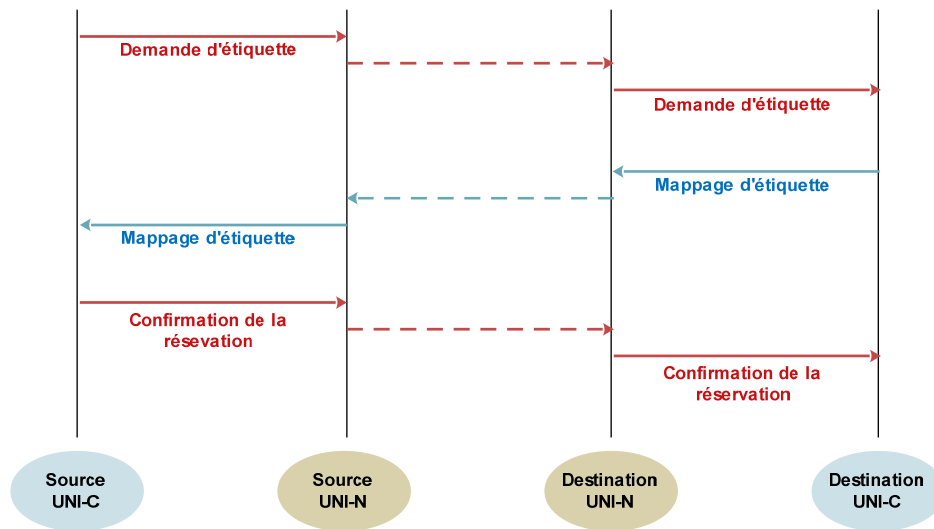 Demande d'étiquette
Demande d'étiquette
Mappage d'étiquette
Mappage d'étiquette
Confirmation de la
résevation
Confirmation de la
réservation
Source
UNI-C
Source
UNI-N
Destination
UNI-N
Destination
UNI-C